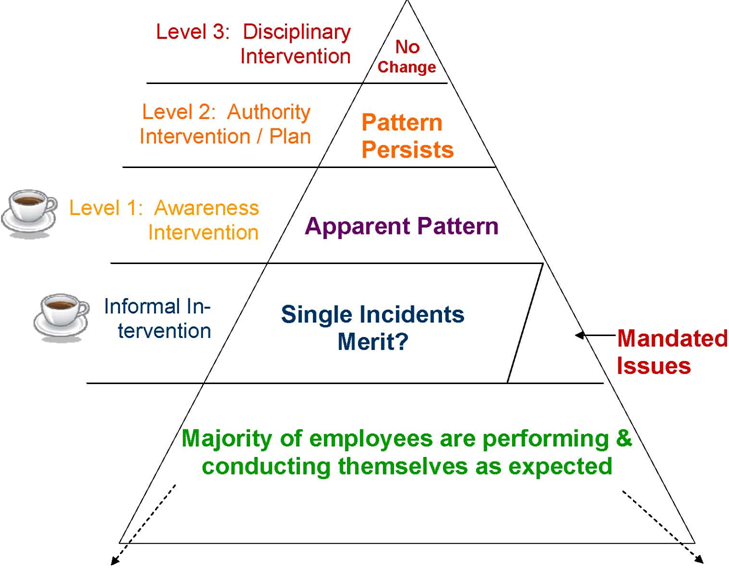 Level 3: Disciplinary
Intervention
No
Change
Level 2: Authority
Intervention / Plan
Pattern
Persists
Level 1: Awareness
Intervention
Apparent Pattern
Informal In-
tervention
Single Incidents
Merit?
Mandated
Issues
Majority of employees are performing &
conducting themselves as expected